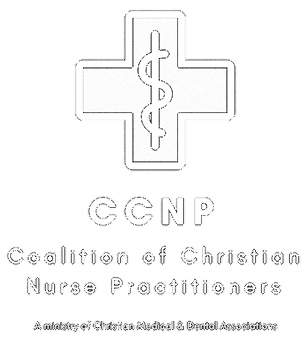 CCNP
Coalition of Christian
Nurse Practitioners
A ministry of Christian Medical & Dental Associations